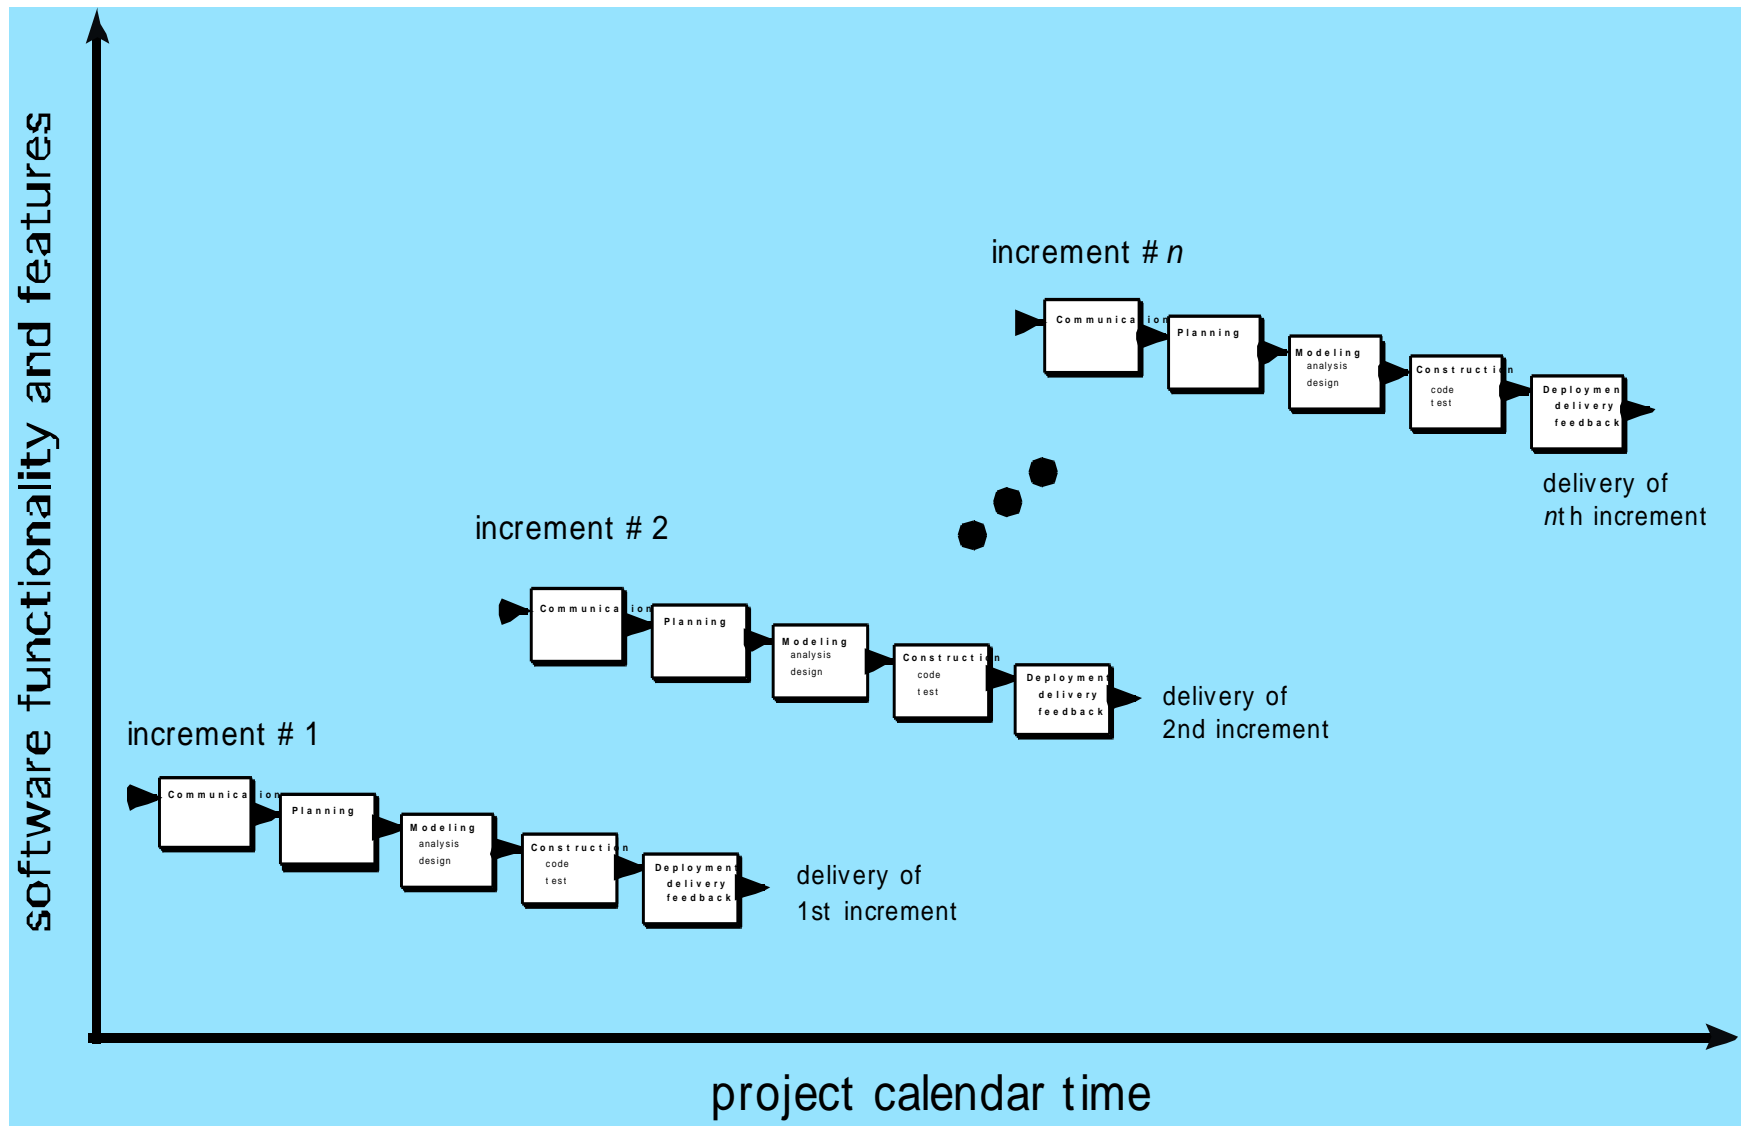 software functionality and features
increment # n
Communication
Planning
Modeling
analysis
design
Construction
code
test
Deployment
delivery
feedback
delivery of
nth increment
increment # 2
Communication
Planning
Modeling
analysis
design
Construction
code
test
Deployment
delivery
feedback
delivery of
2nd increment
increment # 1
Communication
Planning
Modeling
analysis
design
Construction
code
test
Deployment
delivery
feedback
delivery of
1st increment
project calendar time